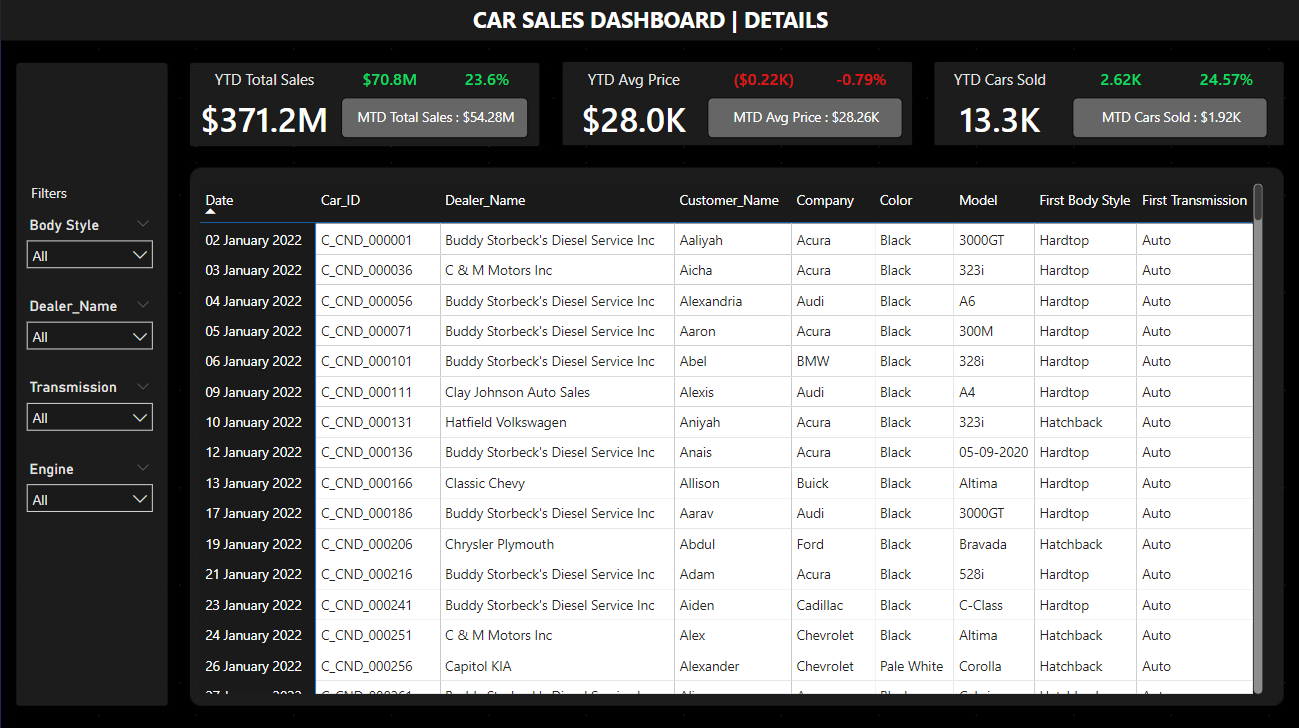 CAR SALES DASHBOARD | DETAILS
YTD Total Sales $70.8M 23.6%
$371.2M MTD Total Sales : $54.28M
YTD Avg Price ($0.22K) -0.79%
$28.0K MTD Avg Price : $28.26K
YTD Cars Sold 2.62K 24.57%
13.3K MTD Cars Sold : $1.92K
Filters
Body Style
All
Dealer_Name
All
Transmission
All
Engine
All
Date Car_ID Dealer_Name Customer_Name Company Color Model First Body Style First Transmission
02 January 2022 C_CND_000001 Buddy Storbeck's Diesel Service Inc Aaliyah Acura Black 3000GT Hardtop Auto
03 January 2022 C_CND_000036 C & M Motors Inc Aicha Acura Black 323i Hardtop Auto
04 January 2022 C_CND_000056 Buddy Storbeck's Diesel Service Inc Alexandria Audi Black A6 Hardtop Auto
05 January 2022 C_CND_000071 Buddy Storbeck's Diesel Service Inc Aaron Acura Black 300M Hardtop Auto
06 January 2022 C_CND_000101 Buddy Storbeck's Diesel Service Inc Abel BMW Black 328i Hardtop Auto
09 January 2022 C_CND_000111 Clay Johnson Auto Sales Alexis Audi Black A4 Hardtop Auto
10 January 2022 C_CND_000131 Hatfield Volkswagen Aniyah Acura Black 323i Hatchback Auto
12 January 2022 C_CND_000136 Buddy Storbeck's Diesel Service Inc Anais Acura Black 05-09-2020 Hardtop Auto
13 January 2022 C_CND_000166 Classic Chevy Allison Buick Black Altima Hardtop Auto
17 January 2022 C_CND_000186 Buddy Storbeck's Diesel Service Inc Aarav Audi Black 3000GT Hardtop Auto
19 January 2022 C_CND_000206 Chrysler Plymouth Abdul Ford Black Bravada Hatchback Auto
21 January 2022 C_CND_000216 Buddy Storbeck's Diesel Service Inc Adam Acura Black 528i Hardtop Auto
23 January 2022 C_CND_000241 Buddy Storbeck's Diesel Service Inc Aiden Cadillac Black C-Class Hardtop Auto
24 January 2022 C_CND_000251 C & M Motors Inc Alex Chevrolet Black Altima Hatchback Auto
26 January 2022 C_CND_000256 Capitol KIA Alexander Chevrolet Pale White Corolla Hatchback Auto